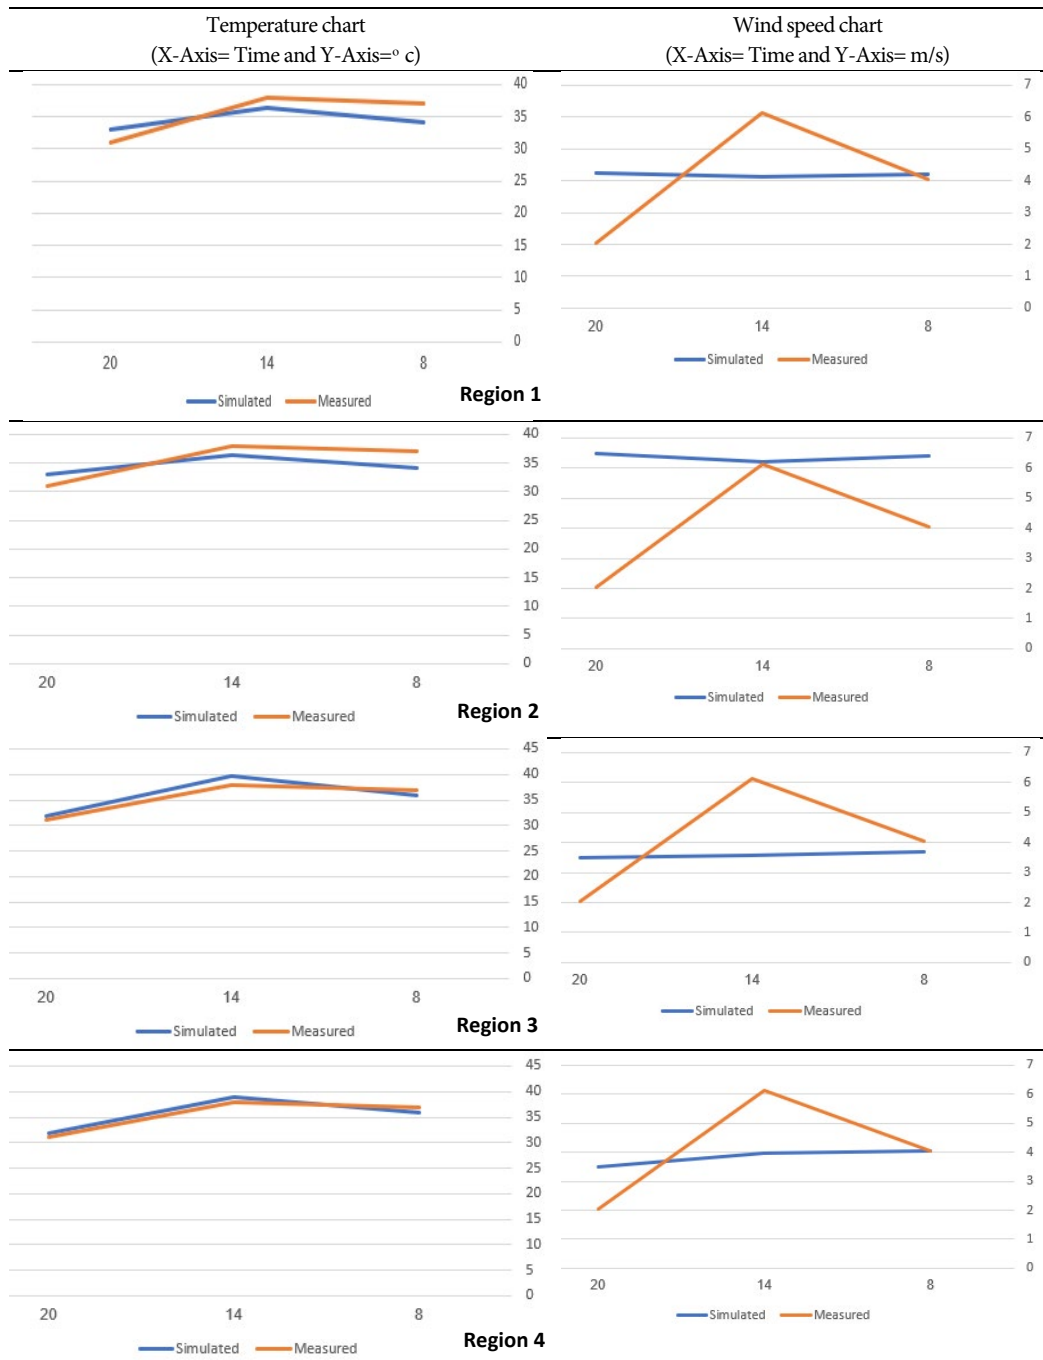 Temperature chart
(X-Axis= Time and Y-Axis=° c)
Wind speed chart
(X-Axis= Time and Y-Axis= m/s)
40
35
30
25
20
15
10
5
0
20 14 8
Simulated Measured
7
6
5
4
3
2
1
0
20 14 8
Simulated Measured
Region 1
40
35
30
25
20
15
10
5
0
20 14 8
Simulated Measured
7
6
5
4
3
2
1
0
20 14 8
Simulated Measured
Region 2
45
40
35
30
25
20
15
10
5
0
20 14 8
Simulated Measured
7
6
5
4
3
2
1
0
20 14 8
Simulated Measured
Region 3
45
40
35
30
25
20
15
10
5
0
20 14 8
Simulated Measured
7
6
5
4
3
2
1
0
20 14 8
Simulated Measured
Region 4